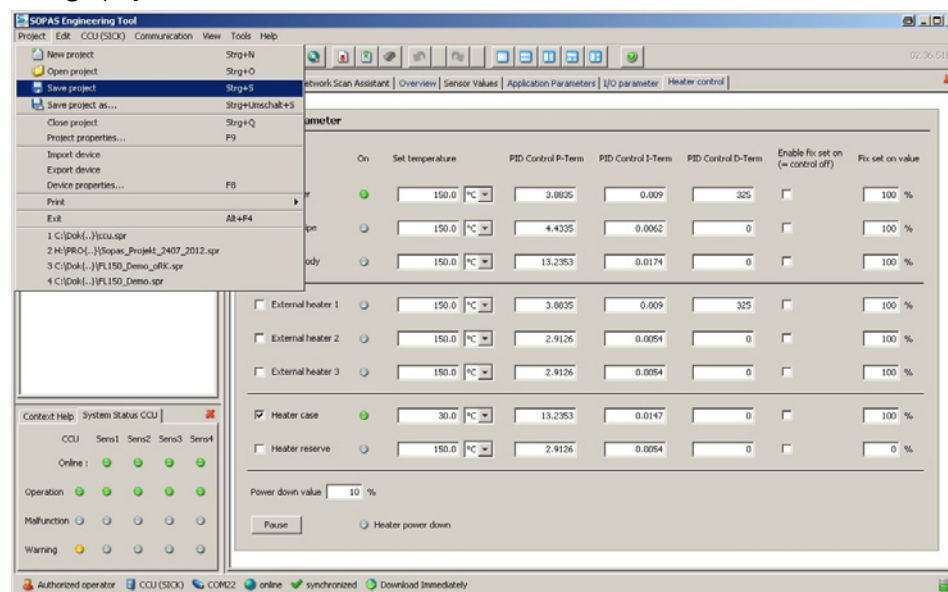 SOPAS Engineering Tool
Project Edit CCU (SICK) Communication View Tools Help
New project Strg+N
Open project Strg+O
Save project Strg+S
Save project as... Strg+Umschalt+S
Close project Strg+Q
Project properties... F9
Import device
Export device
Device properties... F8
Print
Exit Alt+F4
1 C:\Dok{..}\ccu.spr
2 H:\PRO{..}\Sopas_Projekt_2407_2012.spr
3 C:\Dok{..}\FL150_Demo_oRK.spr
4 C:\Dok{..}\FL150_Demo.spr
etwork Scan Assistant Overview Sensor Values Application Parameters I/O parameter Heater control
ameter
On Set temperature PID Control P-Term PID Control I-Term PID Control D-Term Enable fix set on (= control off) Fix set on value
r 150.0 °C 3.8835 0.009 325 100 %
pe 150.0 °C 4.4335 0.0062 0 100 %
ody 150.0 °C 13.2353 0.0174 0 100 %
External heater 1 150.0 °C 3.8835 0.009 325 100 %
External heater 2 150.0 °C 2.9126 0.0054 0 100 %
External heater 3 150.0 °C 2.9126 0.0054 0 100 %
Heater case 30.0 °C 13.2353 0.0147 0 100 %
Heater reserve 150.0 °C 2.9126 0.0054 0 0 %
Power down value 10 %
Pause Heater power down
Context Help System Status CCU
CCU Sens1 Sens2 Sens3 Sens4
Online :
Operation
Malfunction
Warning
Authorized operator CCU (SICK) COM22 online synchronized Download Immediately